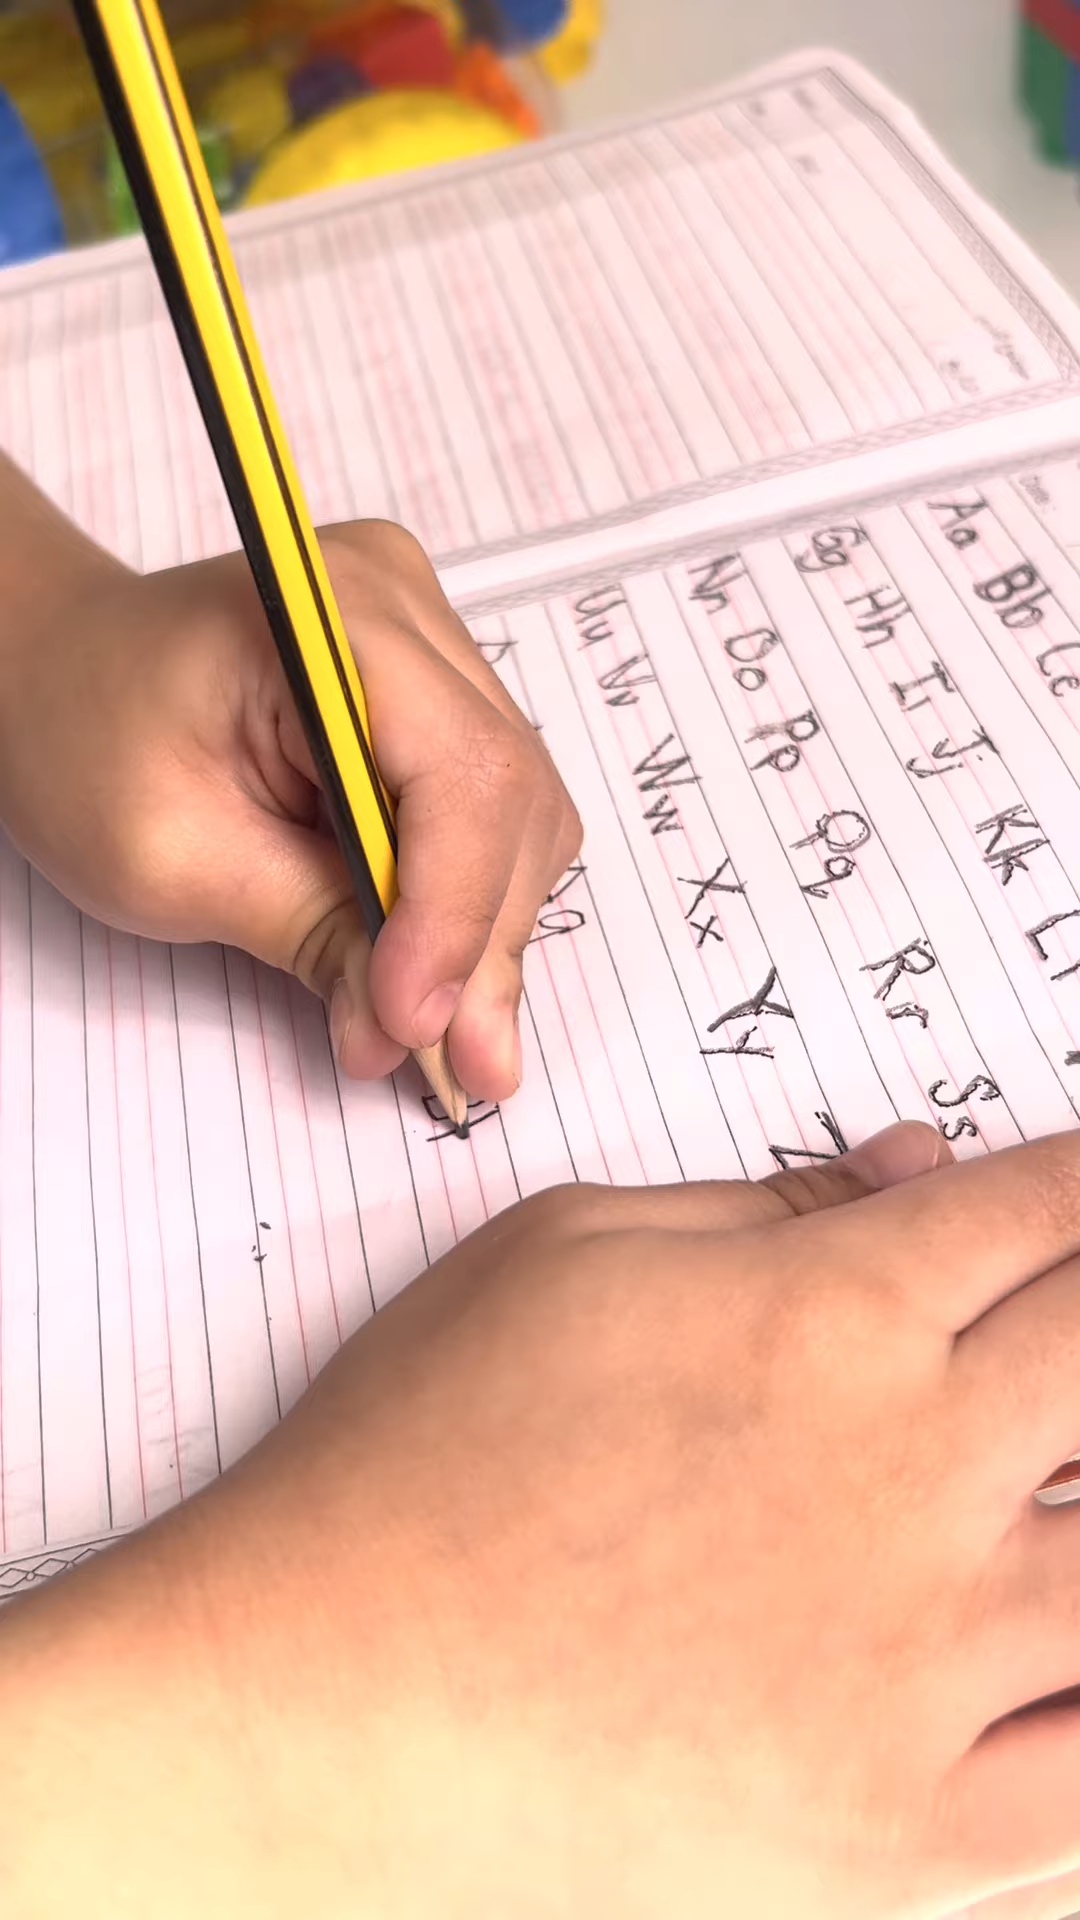 Date:
Aa Bb Cc
Gg Hh Ii Jj Kk L
Nn Oo Pp Qq Rr Ss
Uu Vv Ww Xx Yy Z